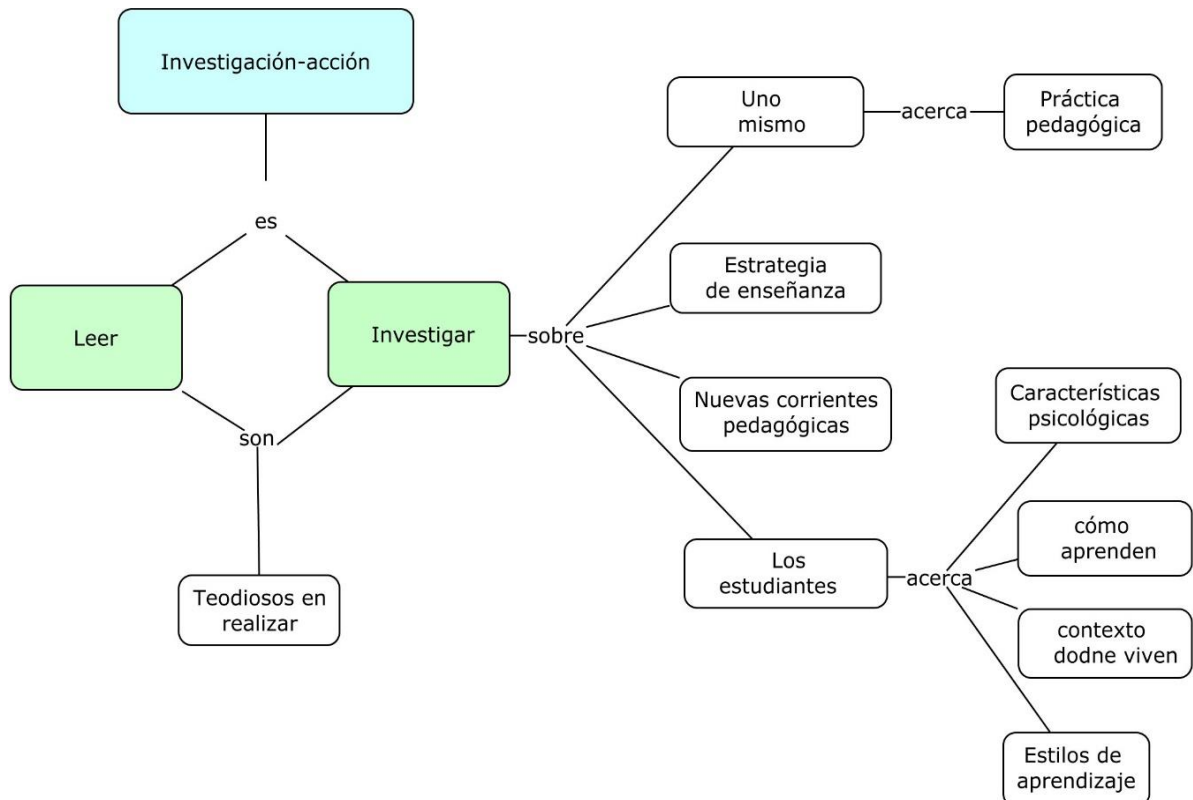 Investigación-acción
es
Leer
Investigar
son
Teodiosos en
realizar
sobre
Uno
mismo
acerca
Práctica
pedagógica
Estrategia
de enseñanza
Nuevas corrientes
pedagógicas
Los
estudiantes
acerca
Características
psicológicas
cómo
aprenden
contexto
dodne viven
Estilos de
aprendizaje